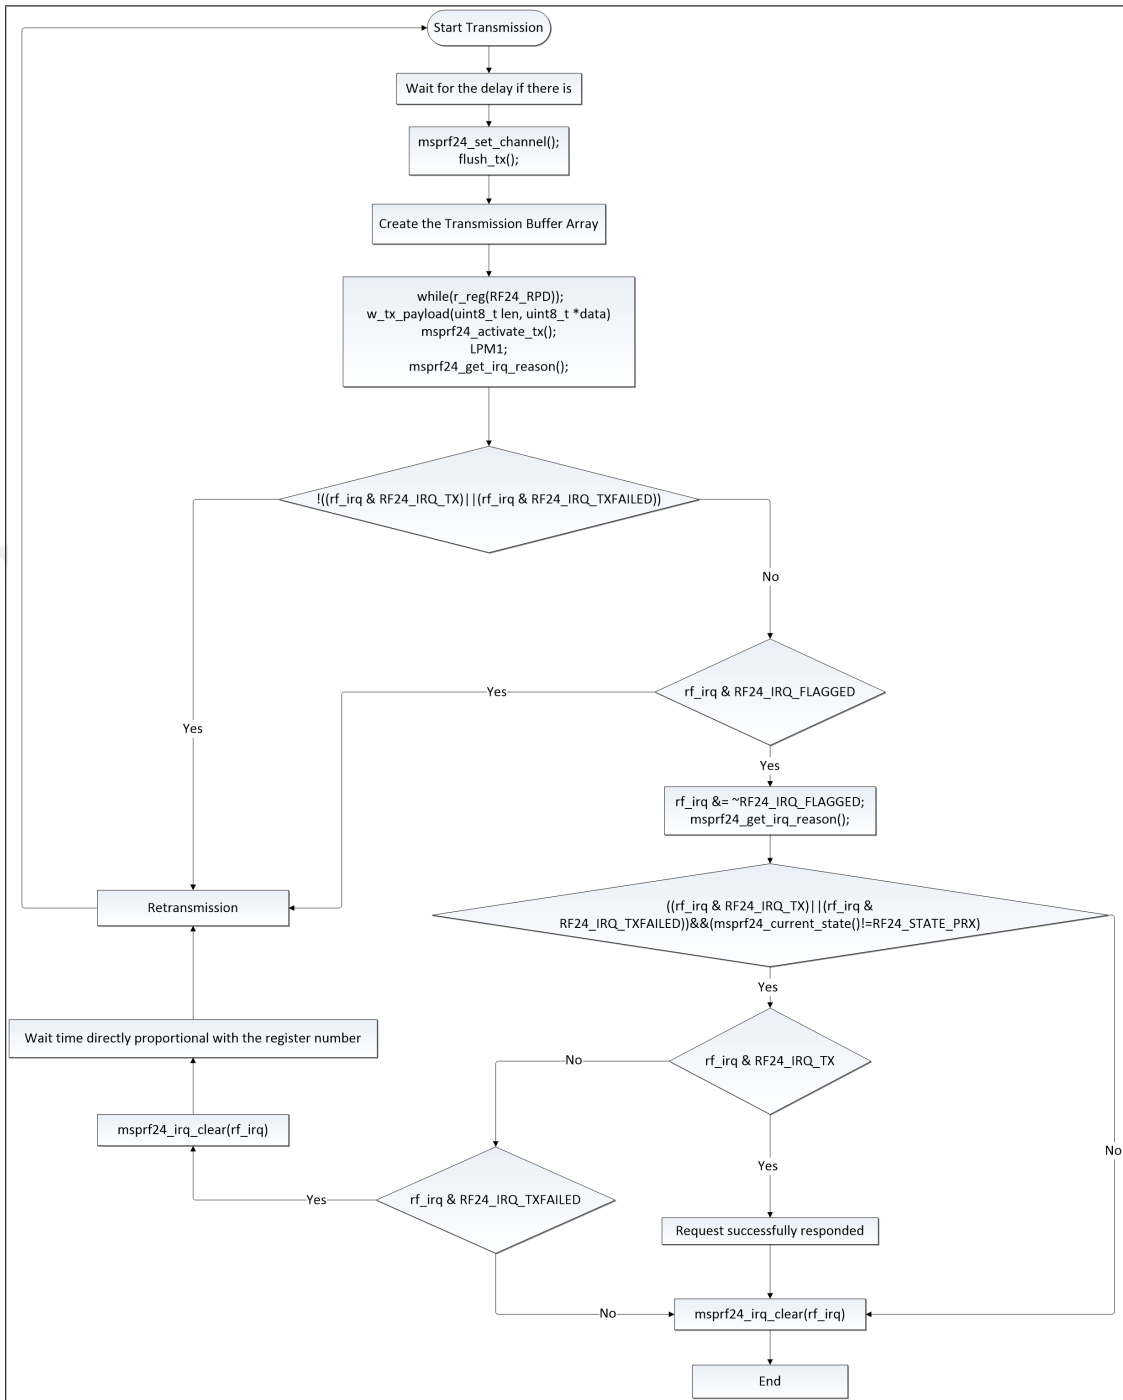 Start Transmission
Wait for the delay if there is
msprf24_set_channel();
flush_tx();
Create the Transmission Buffer Array
while(r_reg(RF24_RPD));
w_tx_payload(uint8_t len, uint8_t *data)
msprf24_activate_tx();
LPM1;
msprf24_get_irq_reason();
!((rf_irq & RF24_IRQ_TX)||(rf_irq & RF24_IRQ_TXFAILED))
No
rf_irq & RF24_IRQ_FLAGGED
Yes
Yes
Yes
rf_irq &= ~RF24_IRQ_FLAGGED;
msprf24_get_irq_reason();
Retransmission
((rf_irq & RF24_IRQ_TX)||(rf_irq &
RF24_IRQ_TXFAILED))&&(msprf24_current_state()!=RF24_STATE_PRX)
Yes
Wait time directly proportional with the register number
No
rf_irq & RF24_IRQ_TX
msprf24_irq_clear(rf_irq)
No
Yes
Yes
rf_irq & RF24_IRQ_TXFAILED
Request successfully responded
No
msprf24_irq_clear(rf_irq)
End